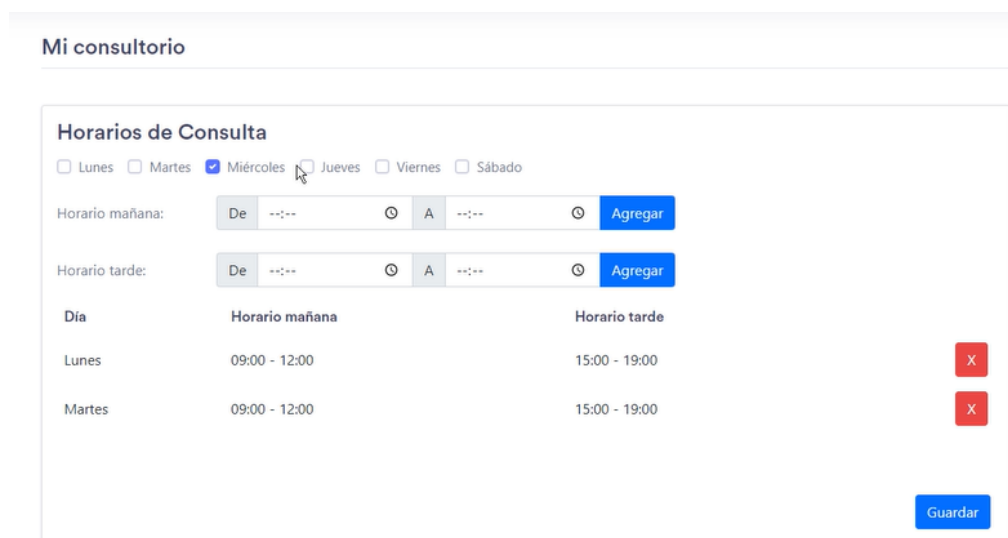 Mi consultorio
Horarios de Consulta
Lunes Martes Miércoles Jueves Viernes Sábado
Horario mañana: De --:-- A --:-- Agregar
Horario tarde: De --:-- A --:-- Agregar
Día Horario mañana Horario tarde
Lunes 09:00 - 12:00 15:00 - 19:00 X
Martes 09:00 - 12:00 15:00 - 19:00 X
Guardar